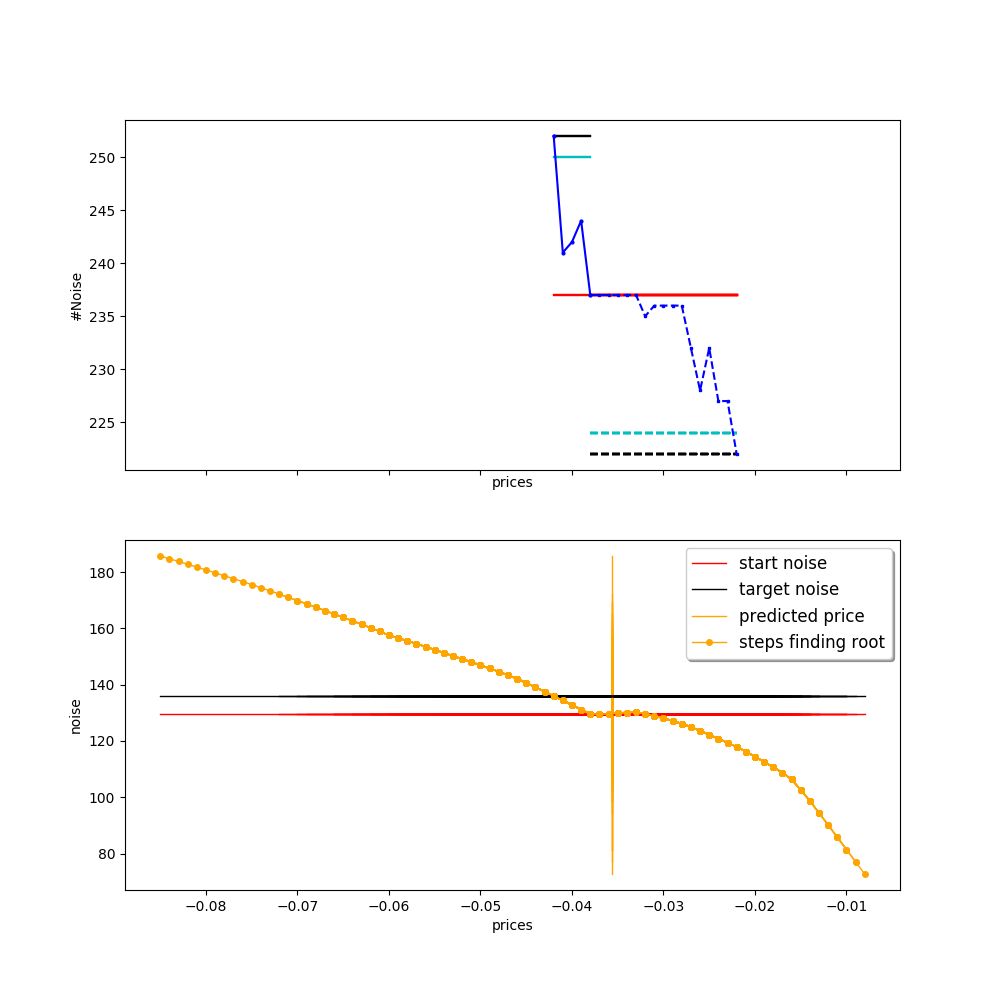 250
245
240
235
230
225
#Noise
prices
start noise
target noise
predicted price
steps finding root
180
160
140
120
100
80
noise
−0.08
−0.07
−0.06
−0.05
−0.04
−0.03
−0.02
−0.01
prices